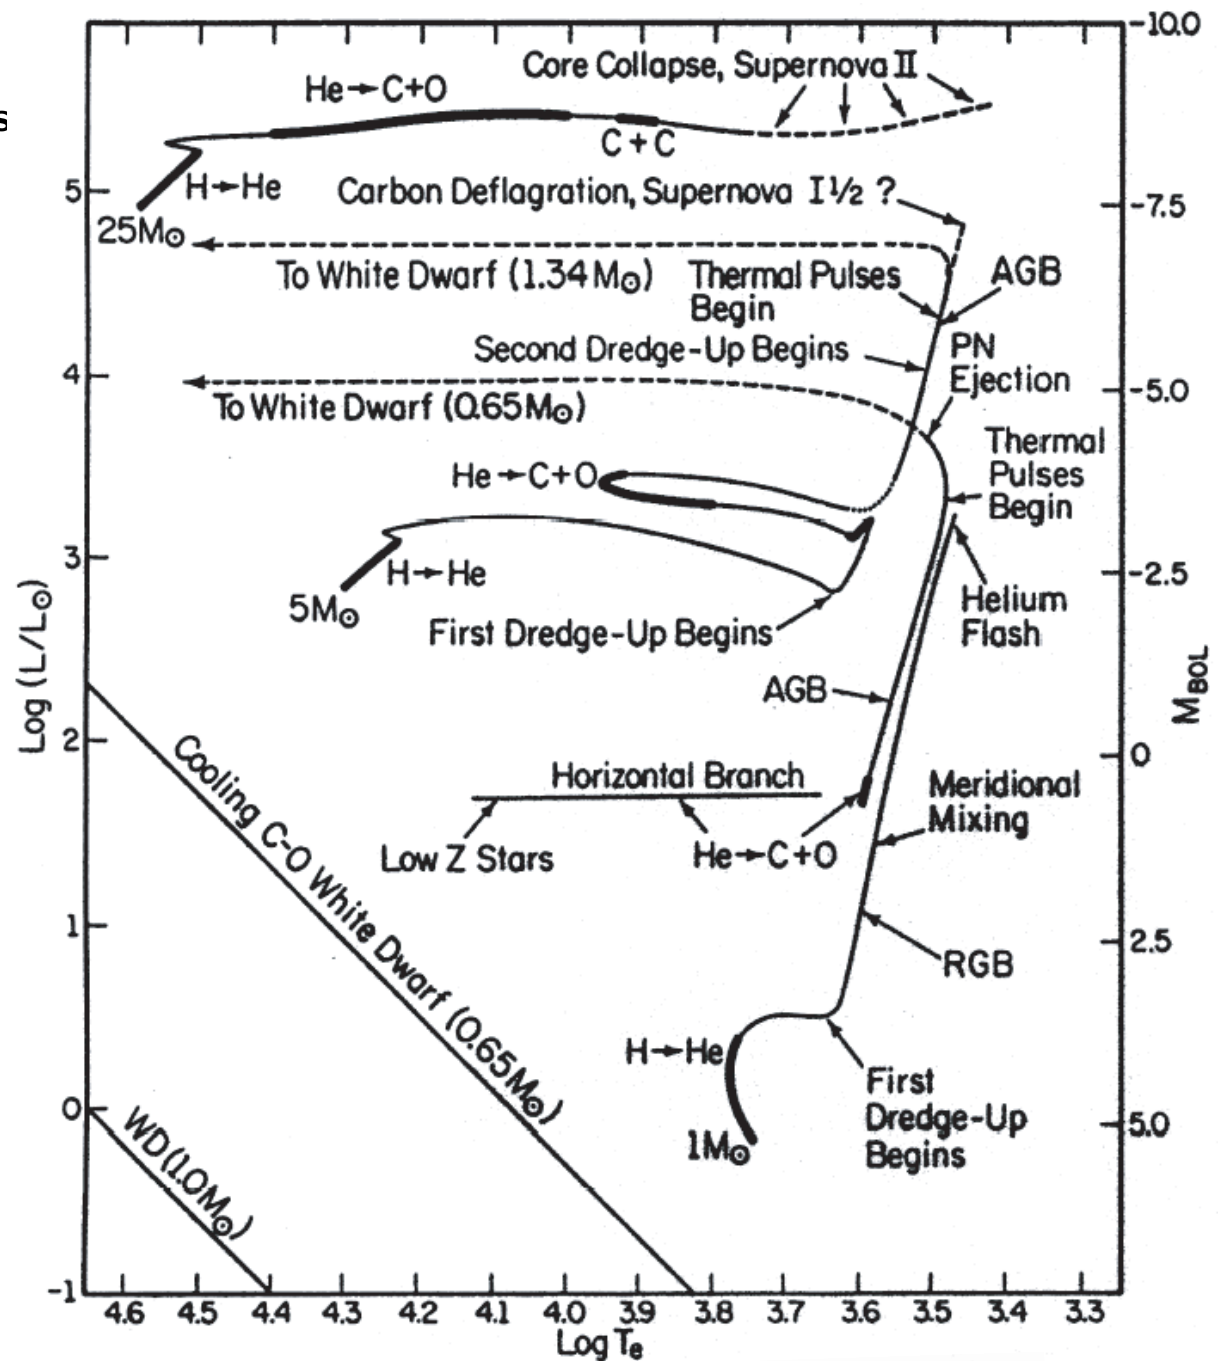 s
-10.0
Core Collapse, Supernova II
He→C+O
C+C
H→He
Carbon Deflagration, Supernova I½ ?
5
-7.5
25M⊙
To White Dwarf (1.34M⊙)
Thermal Pulses
Begin
AGB
Second Dredge-Up Begins
PN
Ejection
4
-5.0
To White Dwarf (0.65M⊙)
Thermal
Pulses
Begin
He→C+O
3
-2.5
H→He
5M⊙
First Dredge-Up Begins
Helium
Flash
Log (L/L⊙)
MBOL
AGB
2
0
Cooling C-O White Dwarf (0.65M⊙)
Horizontal Branch
Meridional
Mixing
Low Z Stars
He→C+O
1
2.5
RGB
H→He
First
Dredge-Up
Begins
0
5.0
WD(1.0M⊙)
1M⊙
-1
4.6 4.5 4.4 4.3 4.2 4.1 4.0 3.9 3.8 3.7 3.6 3.5 3.4 3.3
Log Te